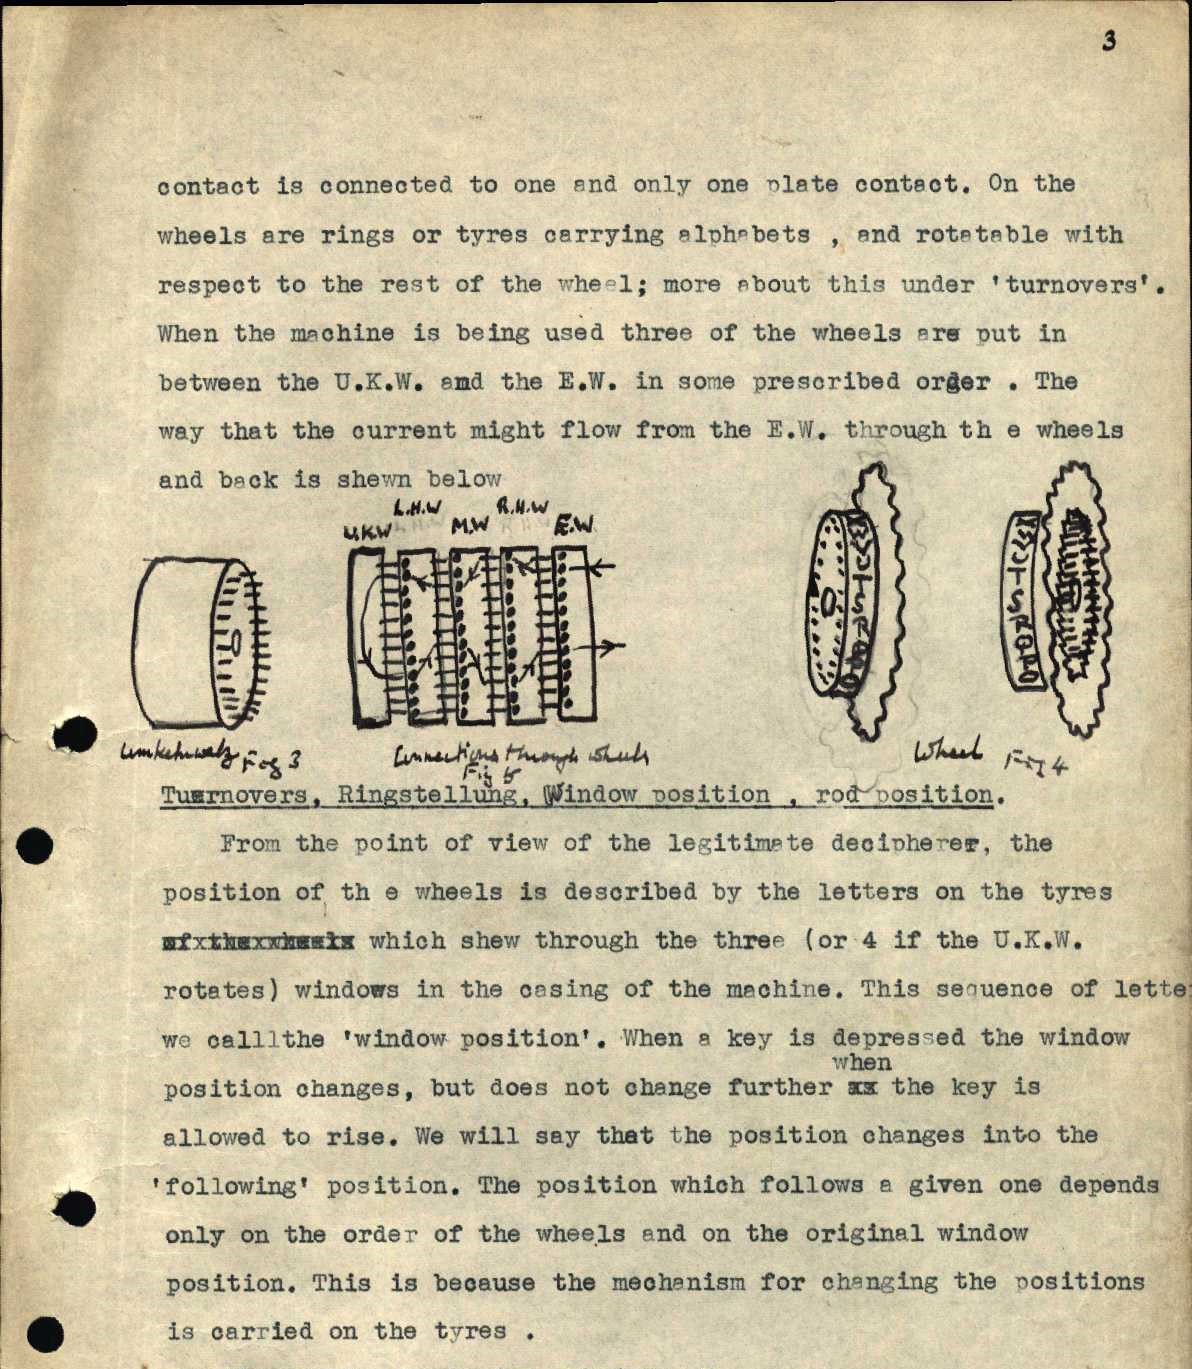 3
contact is connected to one and only one plate contact. On the
wheels are rings or tyres carrying alphabets , and rotatable with
respect to the rest of the wheel; more about this under 'turnovers'.
When the machine is being used three of the wheels are put in
between the U.K.W. and the E.W. in some prescribed order . The
way that the current might flow from the E.W. through th e wheels
and back is shewn below
U.K.W L.H.W M.W R.H.W E.W.
Umkehrwalz Fig 3
Connections through wheels
Fig 5
Wheel Fig 4
Tuernovers, Ringstellung, Window position , rod position.
From the point of view of the legitimate decipherer, the
position of th e wheels is described by the letters on the tyres
which shew through the three (or 4 if the U.K.W.
rotates) windows in the casing of the machine. This sequence of lette
we calllthe 'window position'. When a key is depressed the window
when
position changes, but does not change further xx the key is
allowed to rise. We will say that the position changes into the
'following' position. The position which follows a given one depends
only on the order of the wheels and on the original window
position. This is because the mechanism for changing the positions
is carried on the tyres .